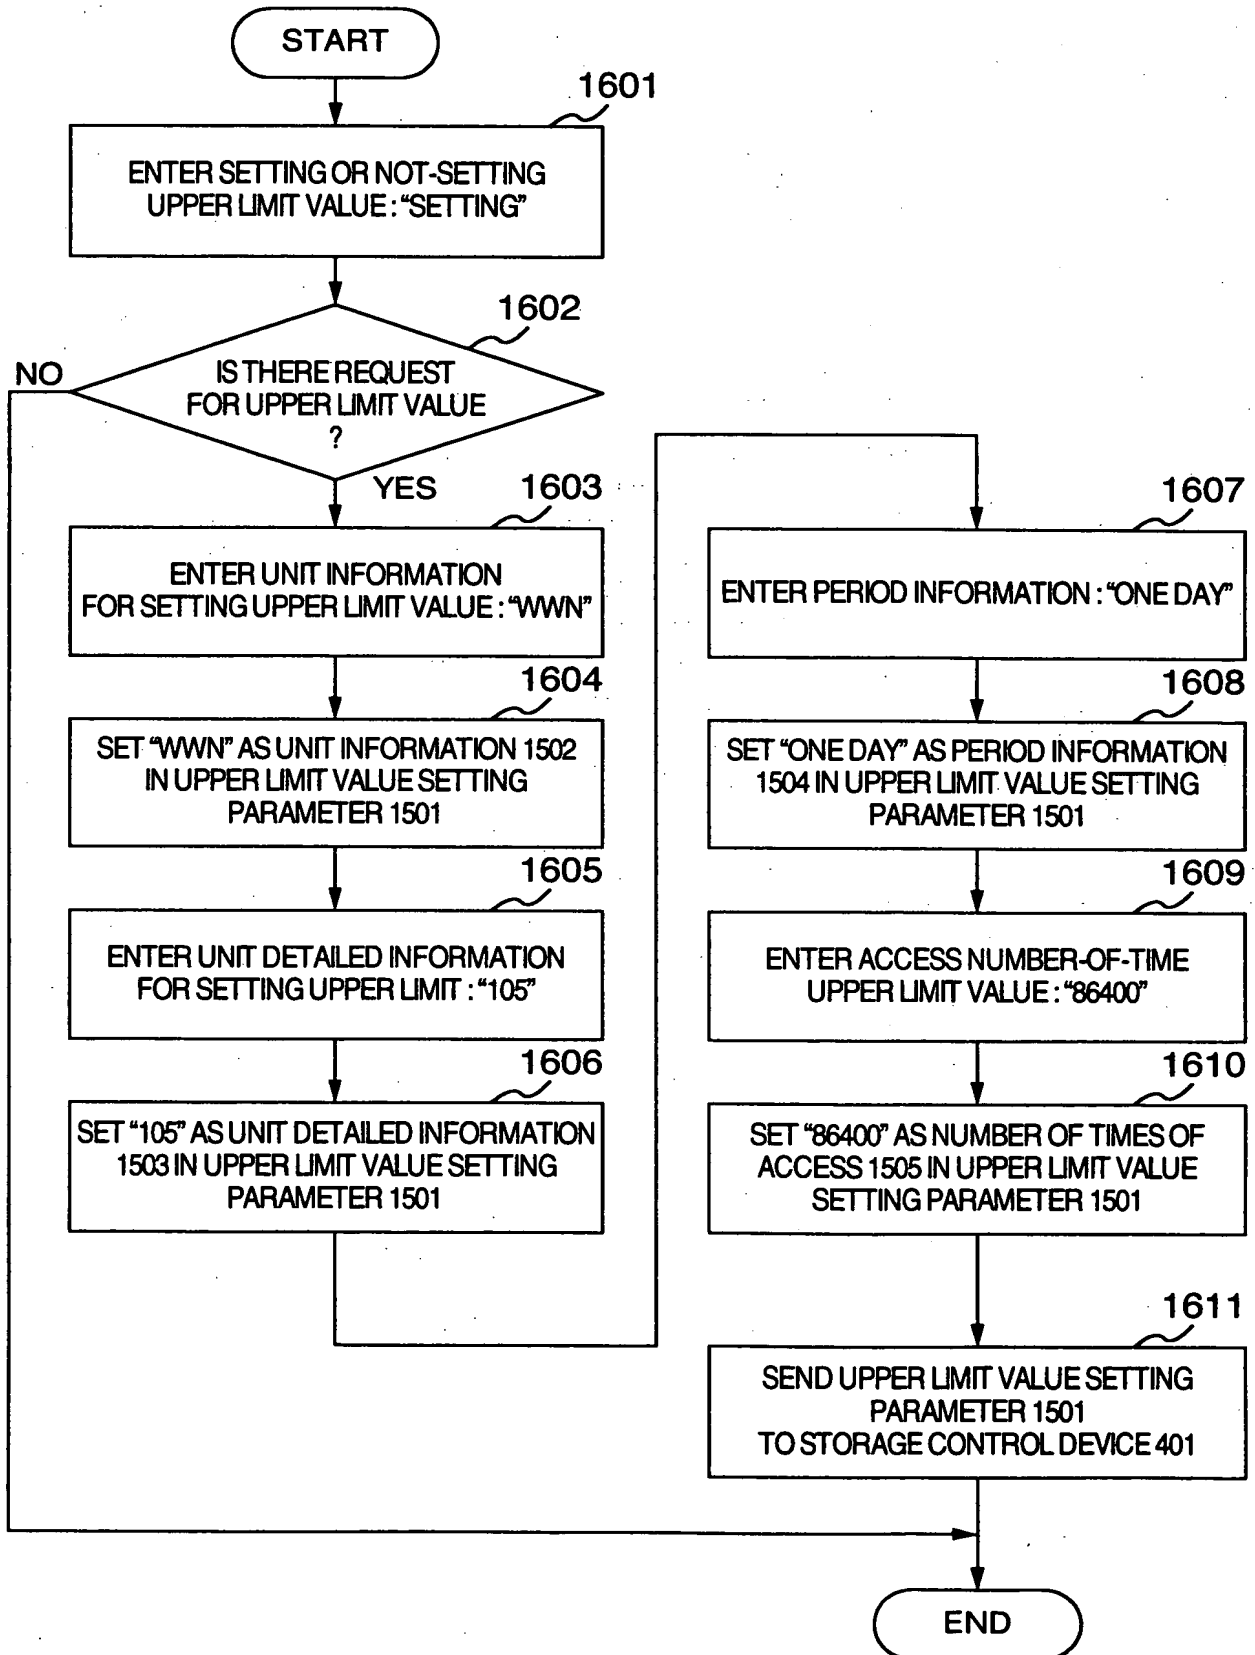 START
1601
ENTER SETTING OR NOT-SETTING
UPPER LIMIT VALUE : “SETTING”
1602
NO
IS THERE REQUEST
FOR UPPER LIMIT VALUE
?
YES
1603
ENTER UNIT INFORMATION
FOR SETTING UPPER LIMIT VALUE : “WWN”
1604
SET “WWN” AS UNIT INFORMATION 1502
IN UPPER LIMIT VALUE SETTING
PARAMETER 1501
1605
ENTER UNIT DETAILED INFORMATION
FOR SETTING UPPER LIMIT : “105”
1606
SET “105” AS UNIT DETAILED INFORMATION
1503 IN UPPER LIMIT VALUE SETTING
PARAMETER 1501
1607
ENTER PERIOD INFORMATION : “ONE DAY”
1608
SET “ONE DAY” AS PERIOD INFORMATION
1504 IN UPPER LIMIT VALUE SETTING
PARAMETER 1501
1609
ENTER ACCESS NUMBER-OF-TIME
UPPER LIMIT VALUE : “86400”
1610
SET “86400” AS NUMBER OF TIMES OF
ACCESS 1505 IN UPPER LIMIT VALUE
SETTING PARAMETER 1501
1611
SEND UPPER LIMIT VALUE SETTING
PARAMETER 1501
TO STORAGE CONTROL DEVICE 401
END